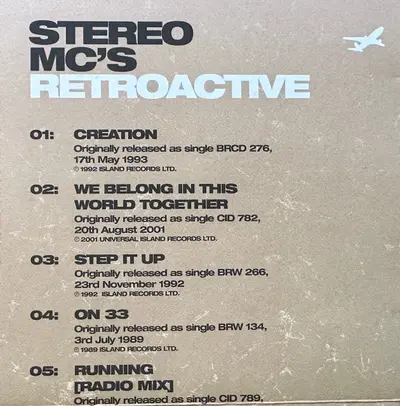 STEREO
MC'S
RETROACTIVE
01: CREATION
Originally released as single BRCD 276,
17th May 1993
© 1992 ISLAND RECORDS LTD.
02: WE BELONG IN THIS
WORLD TOGETHER
Originally released as single CID 782,
20th August 2001
© 2001 UNIVERSAL ISLAND RECORDS LTD.
03: STEP IT UP
Originally released as single BRW 266,
23rd November 1992
© 1992 ISLAND RECORDS LTD.
04: ON 33
Originally released as single BRW 134,
3rd July 1989
© 1989 ISLAND RECORDS LTD.
05: RUNNING
[RADIO MIX]
Originally released as single CID 789,